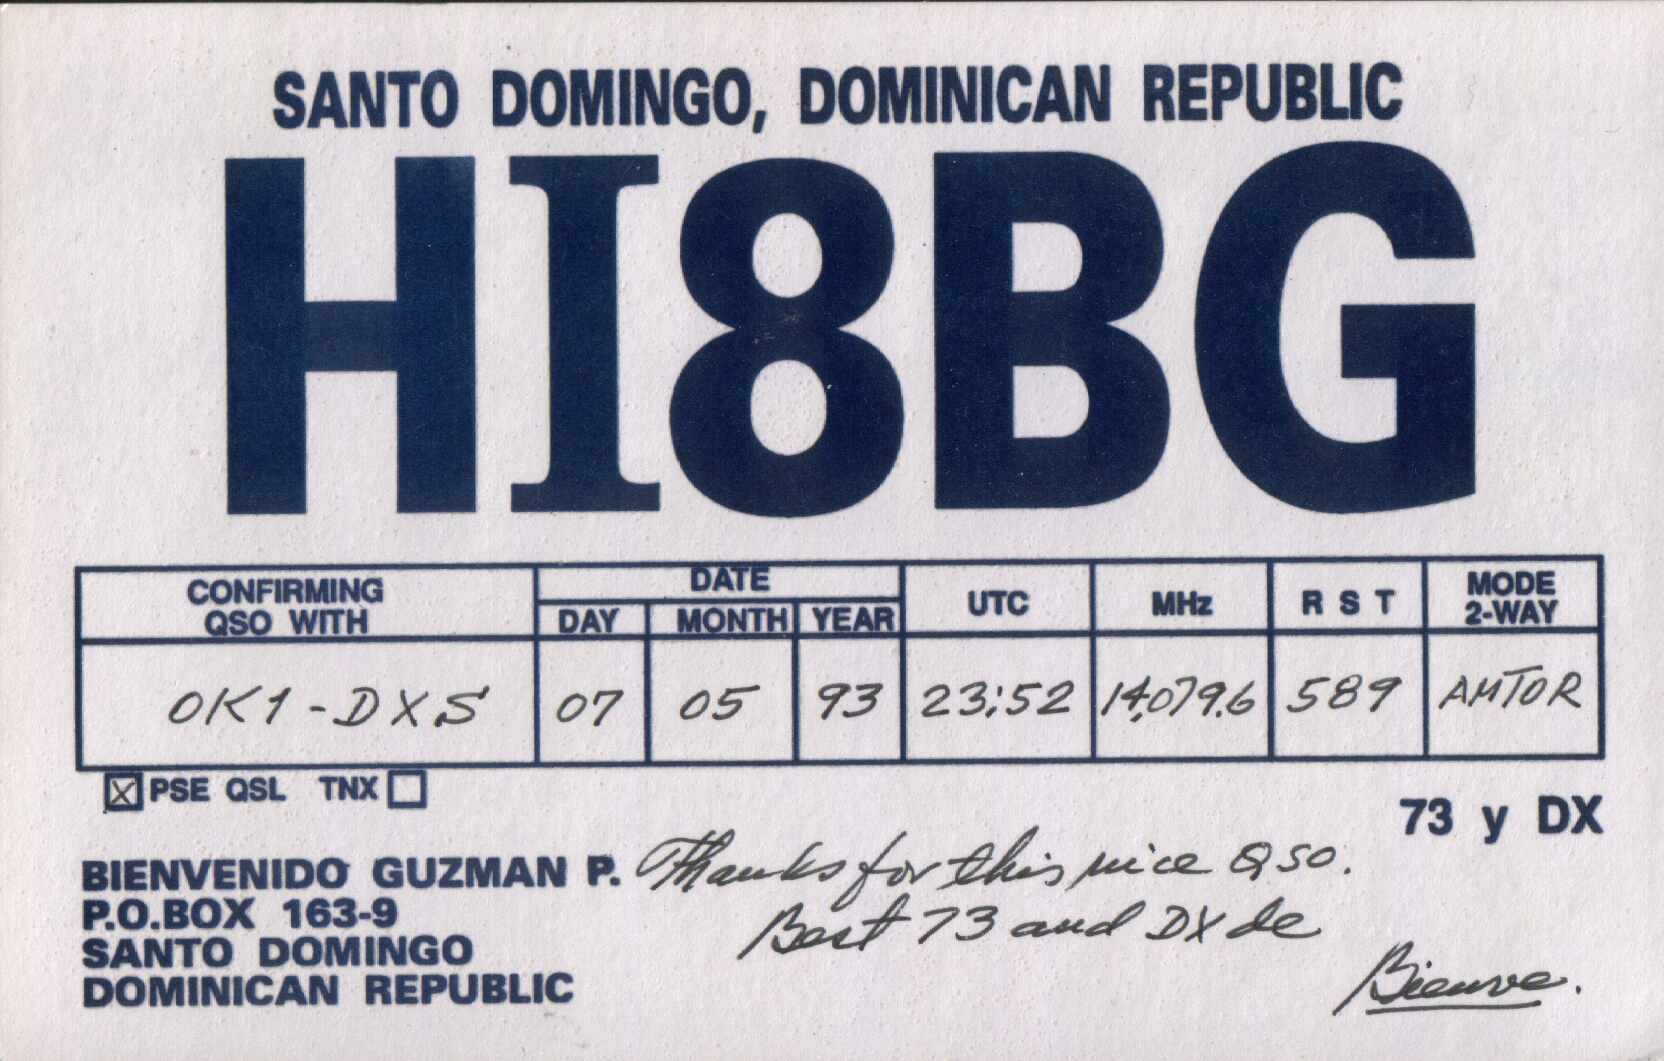 SANTO DOMINGO, DOMINICAN REPUBLIC
HI8BG
CONFIRMING QSO WITH
DATE
DAY MONTH YEAR
UTC
MHz
R S T
MODE 2-WAY
OK1-DXS 07 05 93 23:52 14,079.6 589 AMTOR
PSE QSL TNX
73 y DX
BIENVENIDO GUZMAN P.
P.O.BOX 163-9
SANTO DOMINGO
DOMINICAN REPUBLIC
Thanks for this nice QSO.
Best 73 and DX de
Bienve.